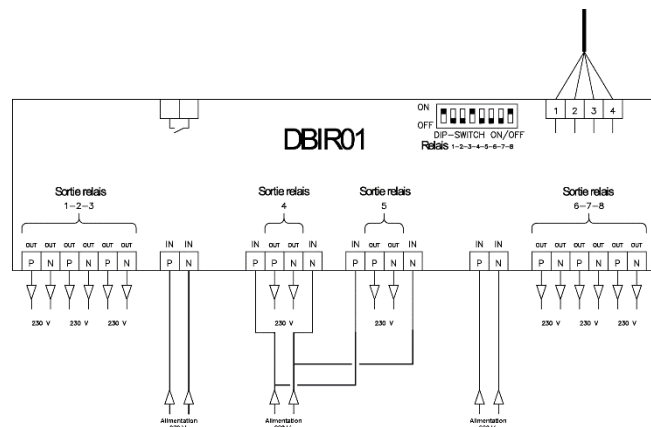 ON
OFF
DIP-SWITCH ON/OFF
Relais 1-2-3-4-5-6-7-8
1 2 3 4
DBIR01
Sortie relais
1-2-3
Sortie relais
4
Sortie relais
5
Sortie relais
6-7-8
OUT OUT OUT OUT OUT OUT
P N P N P N
IN IN
P N
IN OUT OUT IN
P P N N
IN OUT OUT IN
P P N N
IN IN
P N
OUT OUT OUT OUT OUT OUT
P N P N P N
230 V 230 V 230 V
230 V
230 V
230 V 230 V 230 V
Alimentation
Alimentation
Alimentation